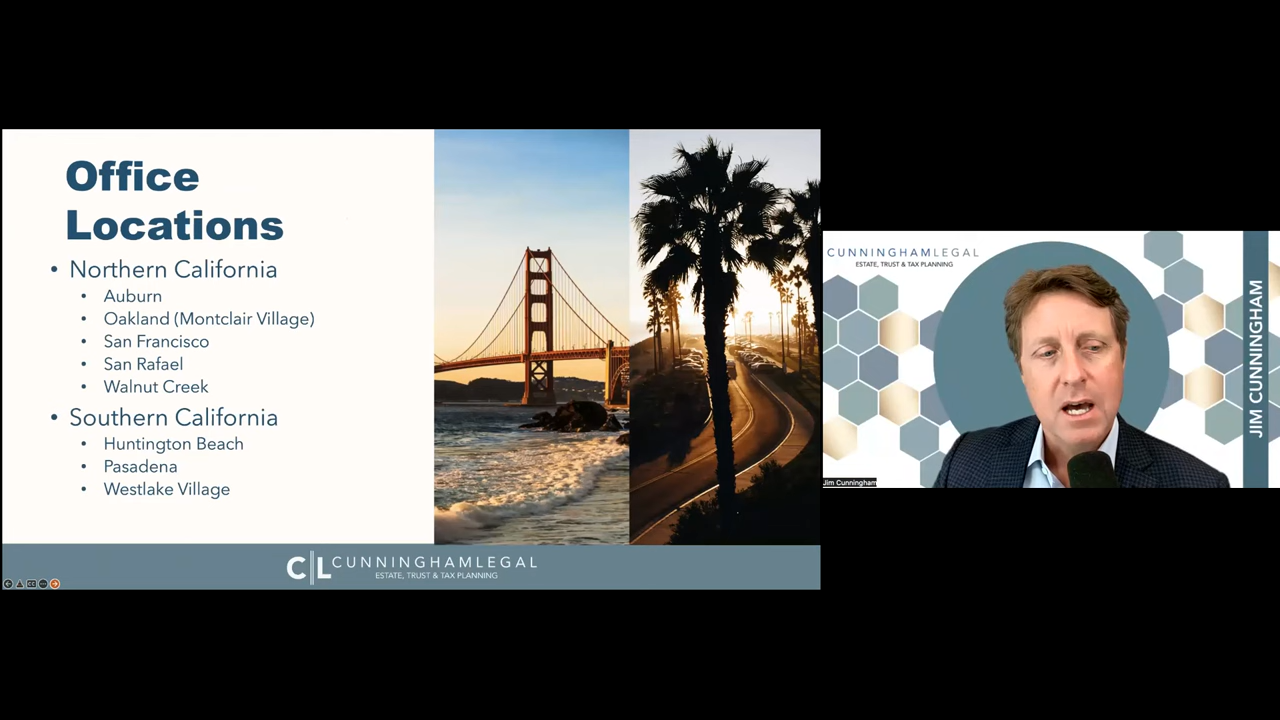 Office
Locations
• Northern California
• Auburn
• Oakland (Montclair Village)
• San Francisco
• San Rafael
• Walnut Creek
• Southern California
• Huntington Beach
• Pasadena
• Westlake Village
CL CUNNINGHAMLEGAL
ESTATE, TRUST & TAX PLANNING
CUNNINGHAMLEGAL
ESTATE, TRUST & TAX PLANNING
JIM CUNNINGHAM
Jim Cunningham